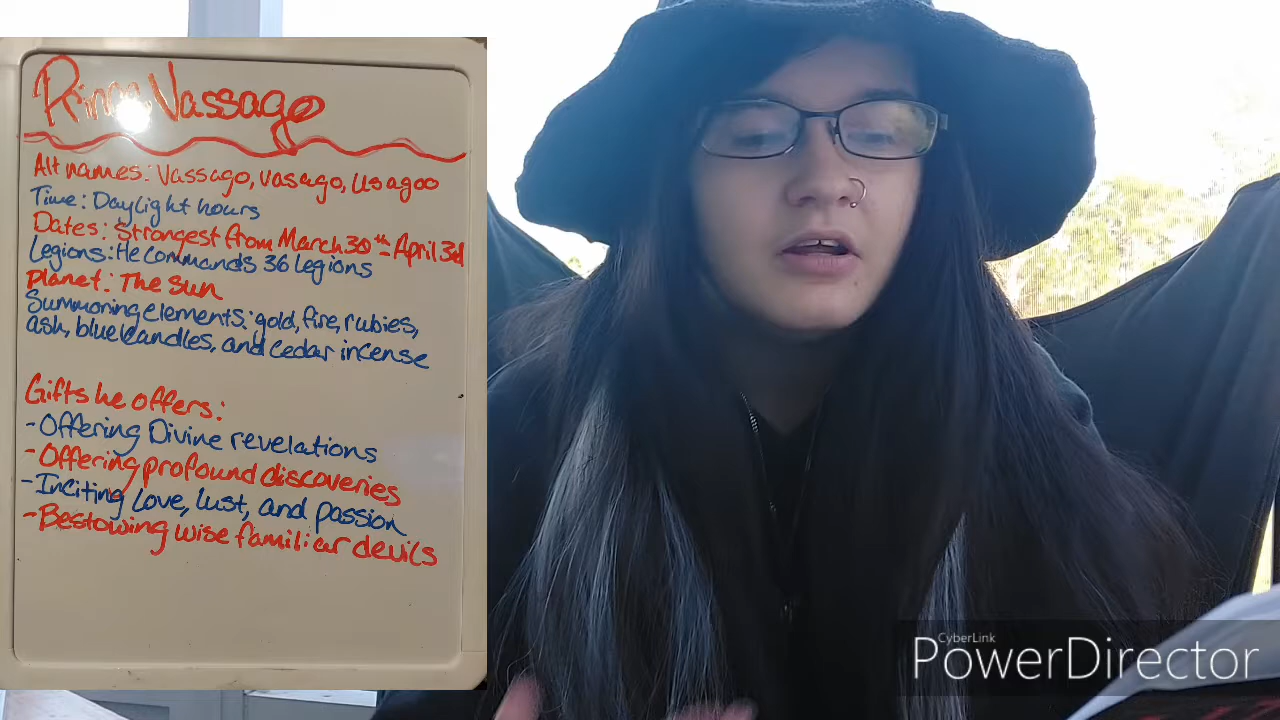 Prince Vassago
Alt names: Vassago, Vasago, Usagoo
Time: Daylight hours
Dates: Strongest from March 30th - April 3rd
Legions: He commands 36 legions
Planet: The Sun
Summoning elements: gold, fire, rubies,
ash, blue candles, and cedar incense
Gifts he offers:
- Offering Divine revelations
- Offering profound discoveries
- Inciting Love, lust, and passion
- Bestowing wise familiar devils
CyberLink
PowerDirector